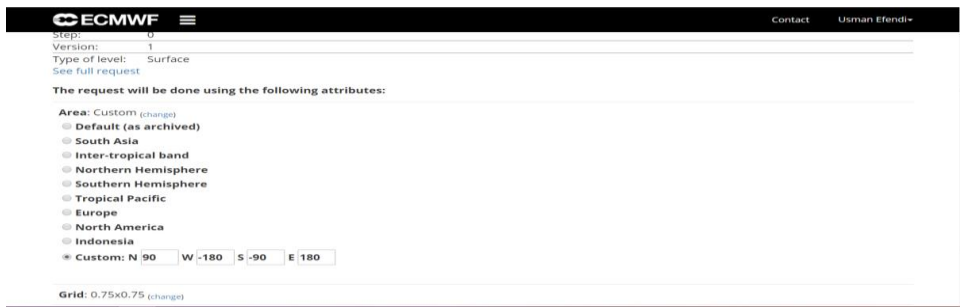 ECMWF Contact Usman Efendi
Step: 0
Version: 1
Type of level: Surface
See full request
The request will be done using the following attributes:
Area: Custom (change)
Default (as archived)
South Asia
Inter-tropical band
Northern Hemisphere
Southern Hemisphere
Tropical Pacific
Europe
North America
Indonesia
Custom: N 90 W -180 S -90 E 180
Grid: 0.75x0.75 (change)